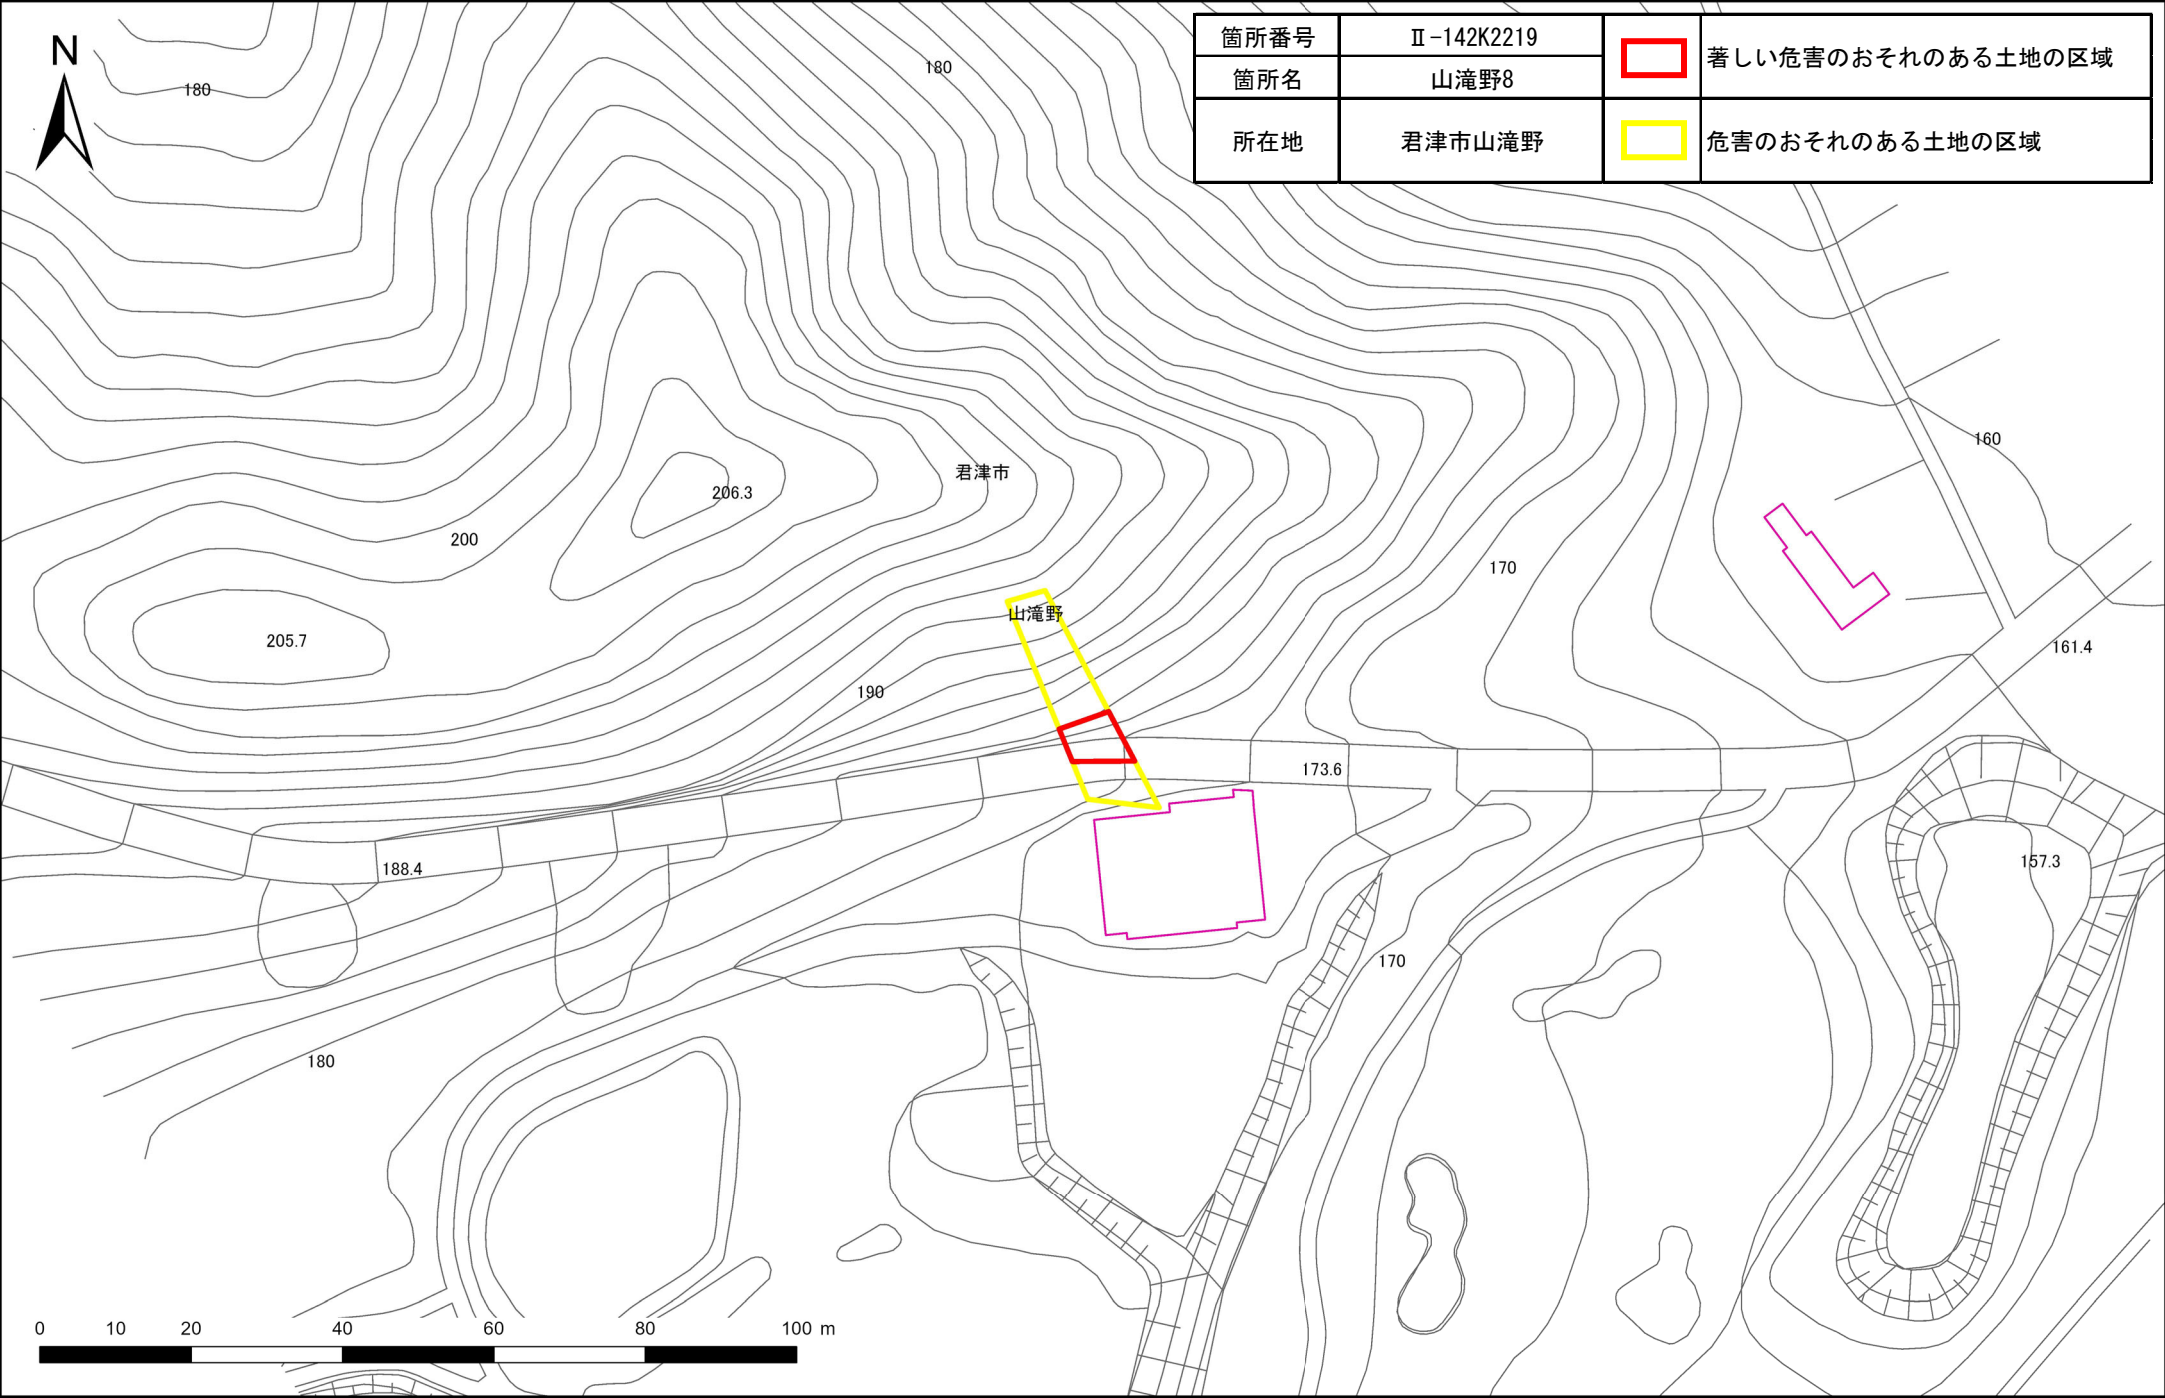 N
箇所番号 Ⅱ-142K2219
箇所名 山滝野8
所在地 君津市山滝野
著しい危害のおそれのある土地の区域
危害のおそれのある土地の区域
180
180
160
君津市
206.3
200
170
山滝野
205.7
161.4
190
173.6
188.4
157.3
170
180
0 10 20 40 60 80 100 m